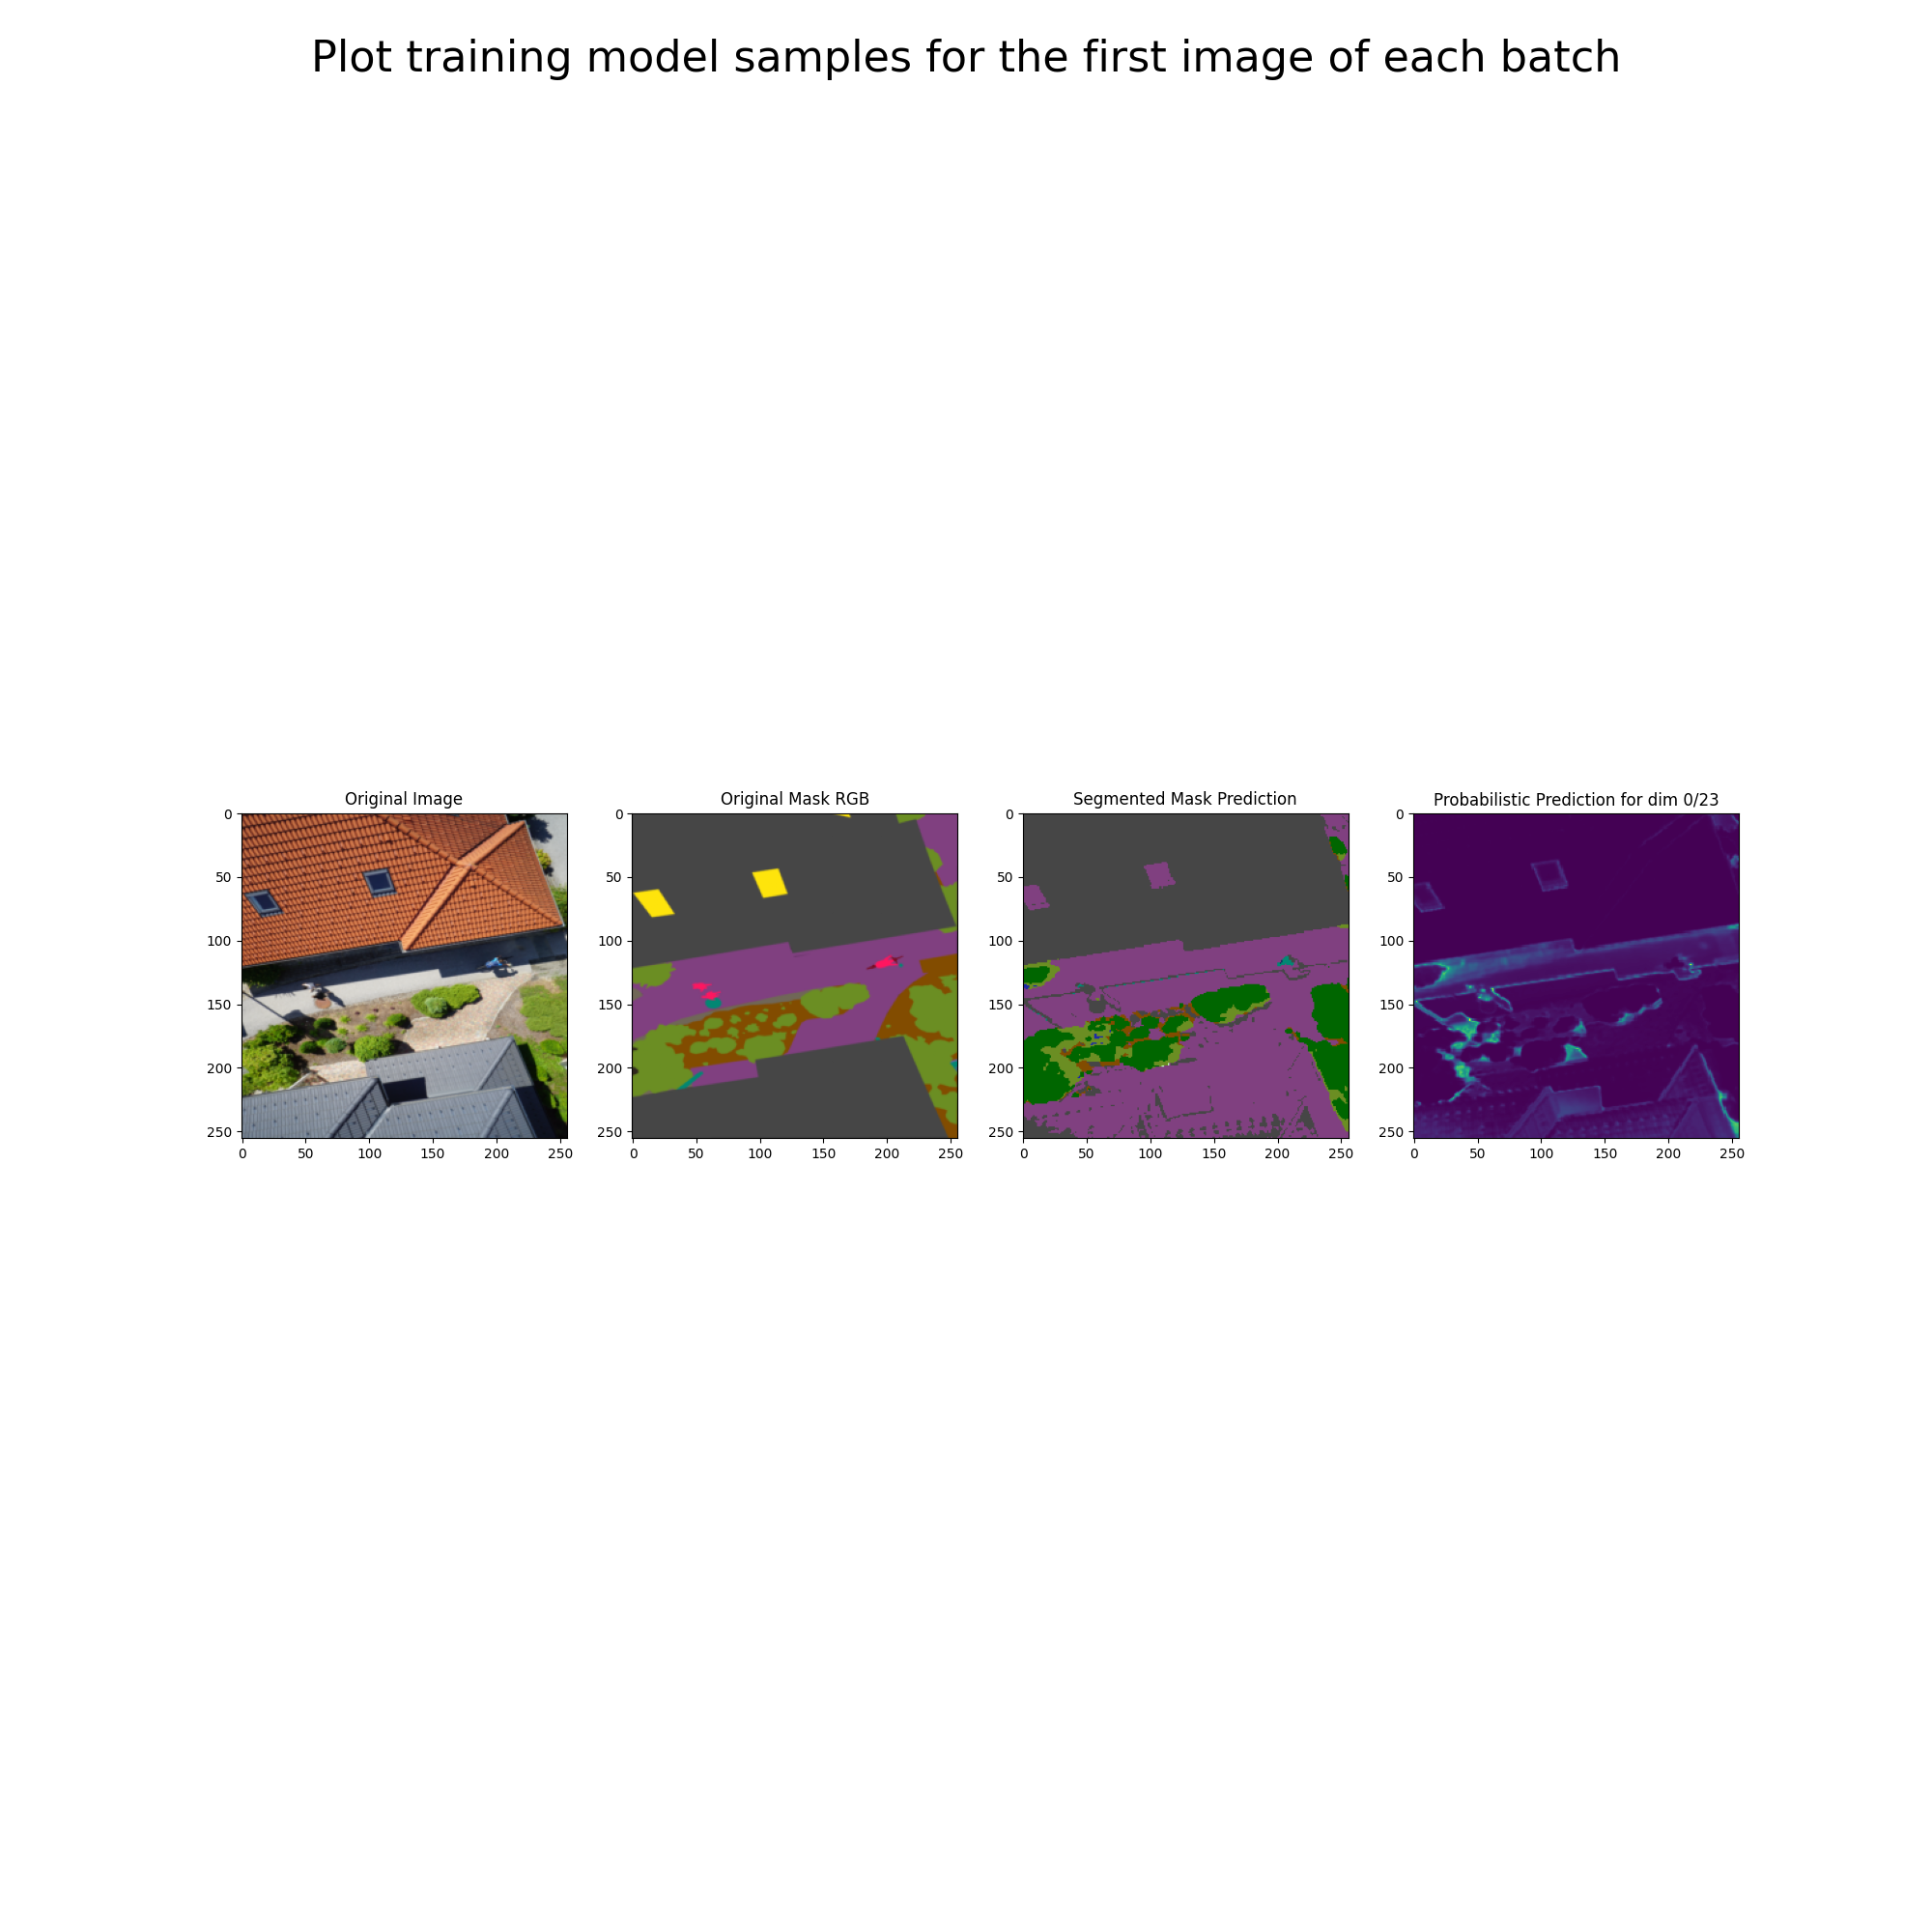 Plot training model samples for the first image of each batch
Original Image
Original Mask RGB
Segmented Mask Prediction
Probabilistic Prediction for dim 0/23
0
50
100
150
200
250
0 50 100 150 200 250
0
50
100
150
200
250
0 50 100 150 200 250
0
50
100
150
200
250
0 50 100 150 200 250
0
50
100
150
200
250
0 50 100 150 200 250